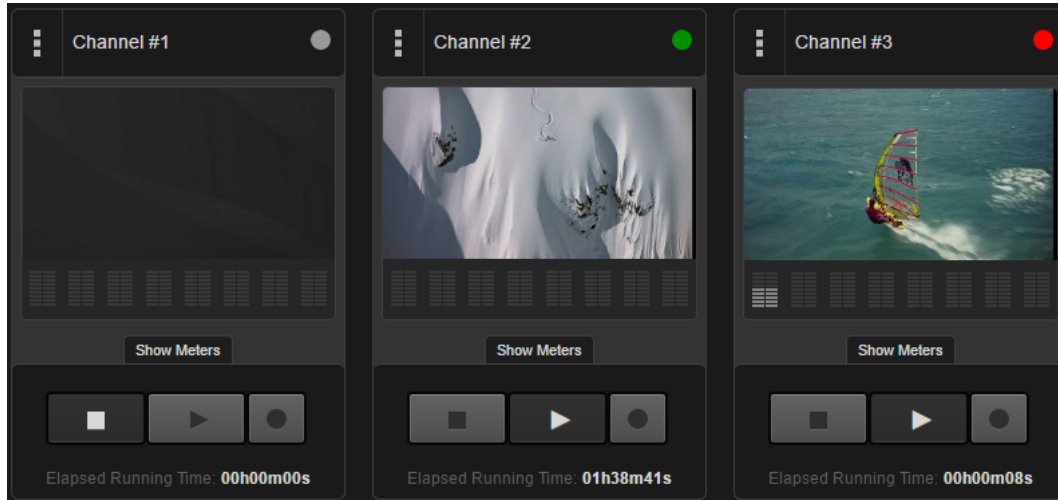 Channel #1
Channel #2
Channel #3
Show Meters
Show Meters
Show Meters
Elapsed Running Time: 00h00m00s
Elapsed Running Time: 01h38m41s
Elapsed Running Time: 00h00m08s